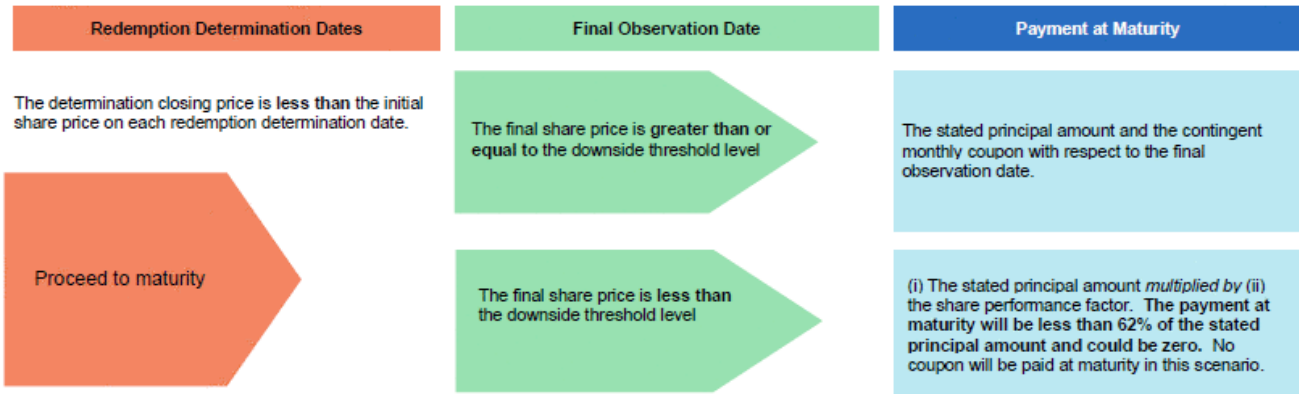 Redemption Determination Dates
Final Observation Date
Payment at Maturity
The determination closing price is less than the initial
share price on each redemption determination date.
Proceed to maturity
The final share price is greater than or
equal to the downside threshold level
The stated principal amount and the contingent
monthly coupon with respect to the final
observation date.
The final share price is less than
the downside threshold level
(i) The stated principal amount multiplied by (ii)
the share performance factor. The payment at
maturity will be less than 62% of the stated
principal amount and could be zero. No
coupon will be paid at maturity in this scenario.